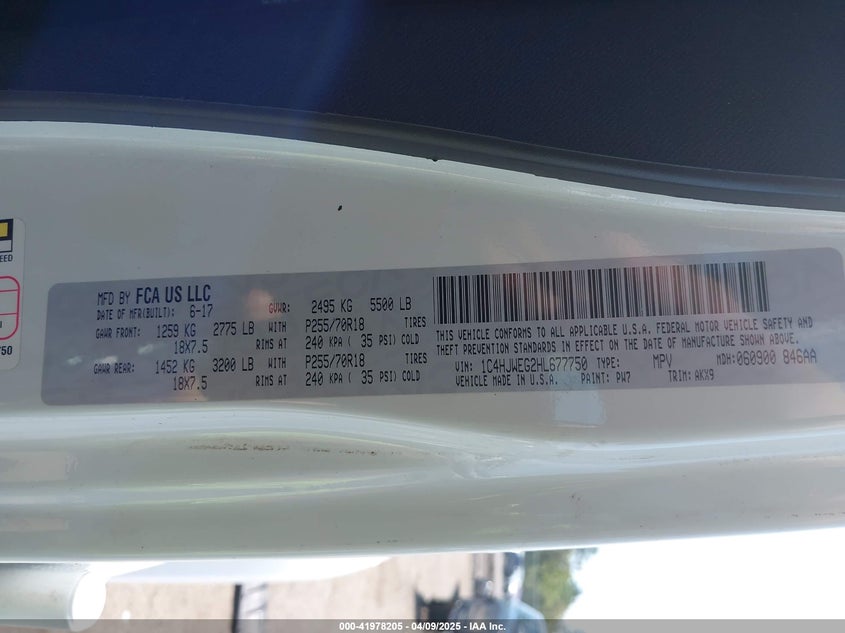 EED
750
MFD BY FCA US LLC
DATE OF MFR(BUILT): 6-17 GVWR: 2495 KG 5500 LB
GAWR FRONT: 1259 KG 2775 LB WITH P255/70R18 TIRES
18X7.5 RIMS AT 240 KPA ( 35 PSI) COLD
GAWR REAR: 1452 KG 3200 LB WITH P255/70R18 TIRES
18X7.5 RIMS AT 240 KPA ( 35 PSI) COLD
THIS VEHICLE CONFORMS TO ALL APPLICABLE U.S.A. FEDERAL MOTOR VEHICLE SAFETY AND
THEFT PREVENTION STANDARDS IN EFFECT ON THE DATE OF MANUFACTURE SHOWN ABOVE.
VIN: 1C4HJWEG2HL677750 TYPE: MPV MDH: 060900 846AA
VEHICLE MADE IN U.S.A. PAINT: PW7 TRIM: AKX9
000-41978205 - 04/09/2025 - IAA Inc.